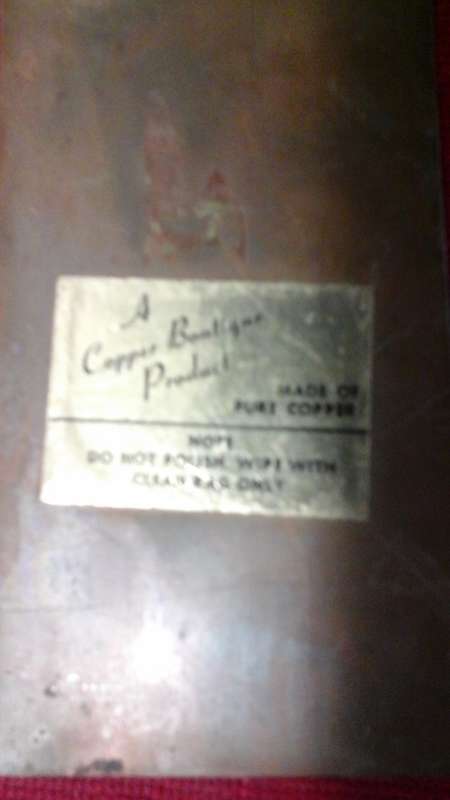 A
Copper Boutique
Product
MADE OF
PURE COPPER
NOTE
DO NOT POLISH. WIPE WITH
CLEAN RAG ONLY